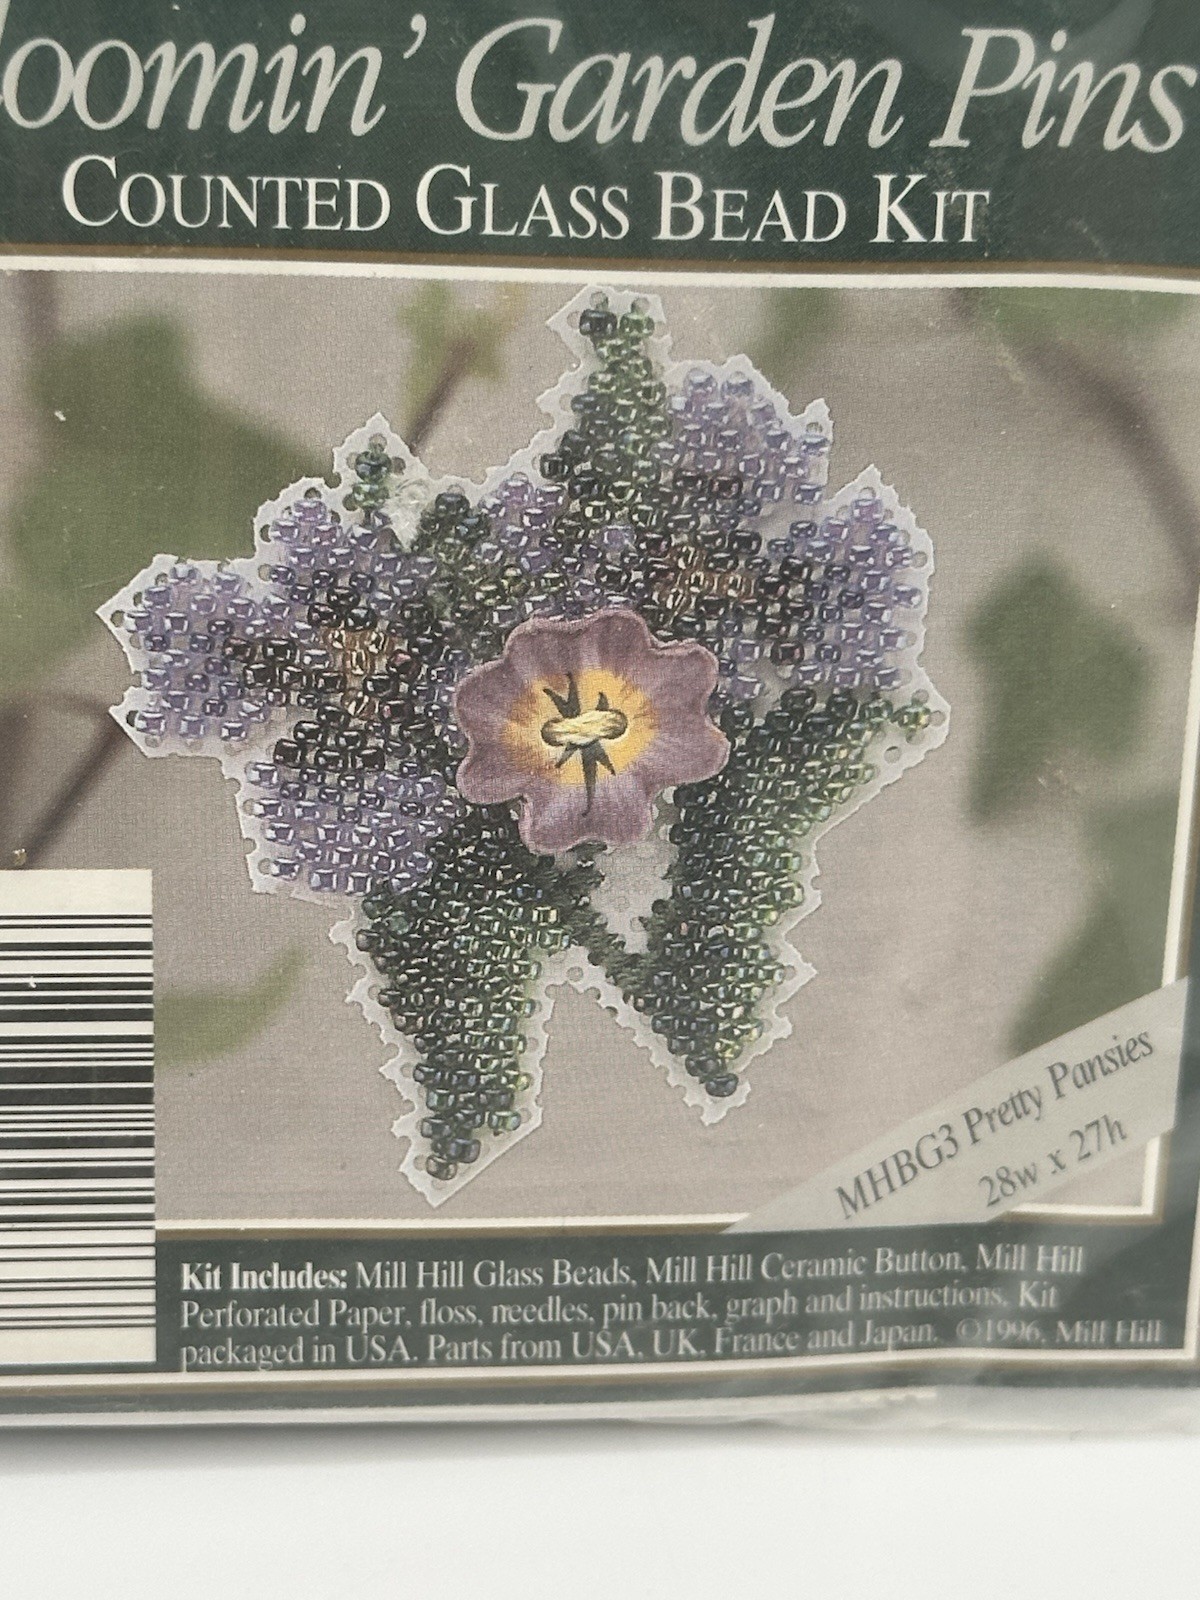 loomin' Garden Pins
COUNTED GLASS BEAD KIT
MHBG3 Pretty Pansies
28w x 27h
Kit Includes: Mill Hill Glass Beads, Mill Hill Ceramic Button, Mill Hill
Perforated Paper, floss, needles, pin back, graph and instructions. Kit
packaged in USA. Parts from USA, UK, France and Japan. ©1996, Mill Hill